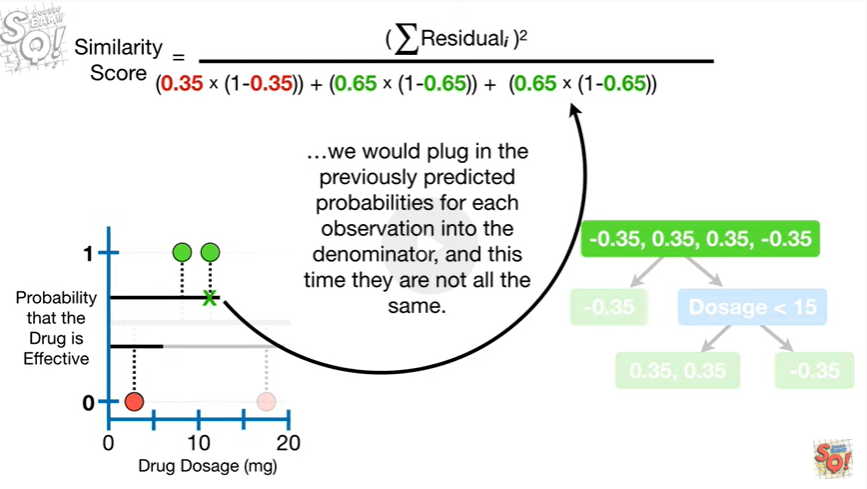 SQ!
Similarity
Score
=
(∑Residualᵢ)²
(0.35 × (1-0.35)) + (0.65 × (1-0.65)) + (0.65 × (1-0.65))
…we would plug in the
previously predicted
probabilities for each
observation into the
denominator, and this
time they are not all the
same.
-0.35, 0.35, 0.35, -0.35
-0.35
Dosage < 15
0.35, 0.35
-0.35
1
Probability
that the
Drug is
Effective
X
0
0
10
20
Drug Dosage (mg)
SQ!